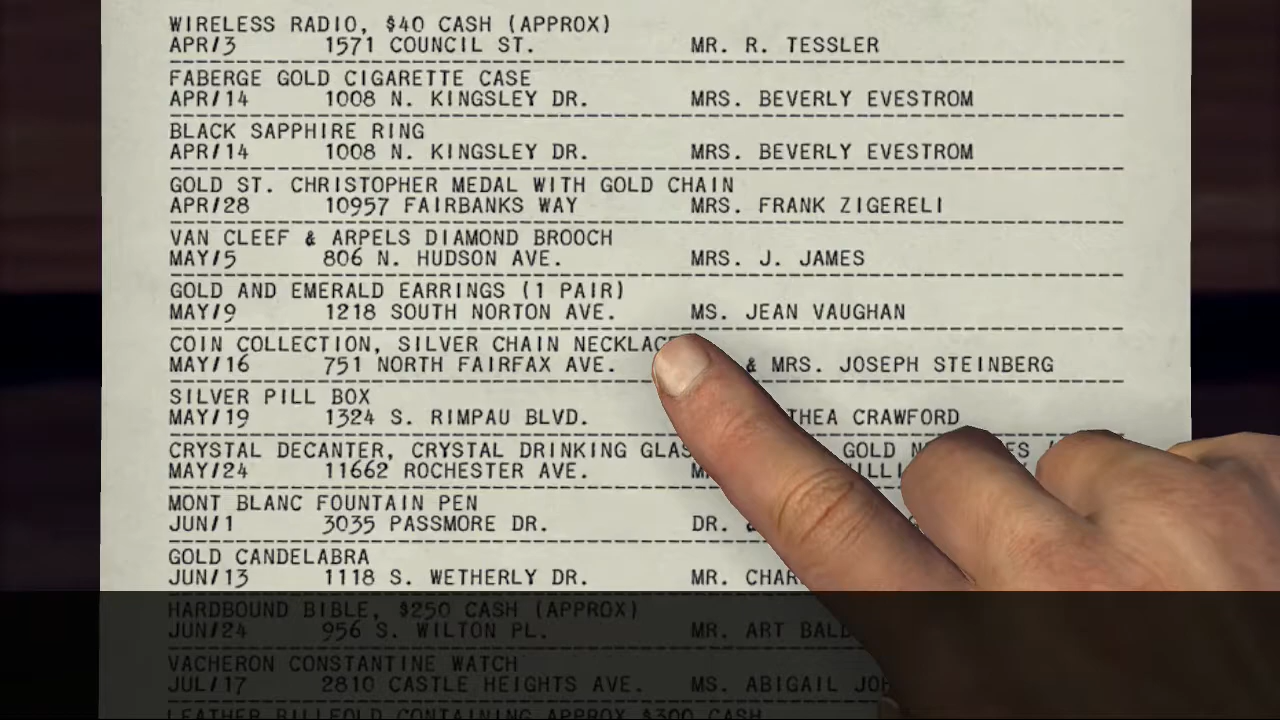 WIRELESS RADIO, $40 CASH (APPROX)
APR/3 1571 COUNCIL ST. MR. R. TESSLER
FABERGE GOLD CIGARETTE CASE
APR/14 1008 N. KINGSLEY DR. MRS. BEVERLY EVESTROM
BLACK SAPPHIRE RING
APR/14 1008 N. KINGSLEY DR. MRS. BEVERLY EVESTROM
GOLD ST. CHRISTOPHER MEDAL WITH GOLD CHAIN
APR/28 10957 FAIRBANKS WAY MRS. FRANK ZIGERELI
VAN CLEEF & ARPELS DIAMOND BROOCH
MAY/5 806 N. HUDSON AVE. MRS. J. JAMES
GOLD AND EMERALD EARRINGS (1 PAIR)
MAY/9 1218 SOUTH NORTON AVE. MS. JEAN VAUGHAN
COIN COLLECTION, SILVER CHAIN NECKLACE
MAY/16 751 NORTH FAIRFAX AVE. & MRS. JOSEPH STEINBERG
SILVER PILL BOX
MAY/19 1324 S. RIMPAU BLVD. CRAWFORD
CRYSTAL DECANTER, CRYSTAL DRINKING GOLD
MAY/24 11662 ROCHESTER AVE.
MONT BLANC FOUNTAIN PEN
JUN/1 3035 PASSMORE DR. DR. &
GOLD CANDELABRA
JUN/13 1118 S. WETHERLY DR. MR.
HARDBOUND BIBLE, $250 CASH (APPROX)
JUN/24 956 S. WILTON PL. MR. ART
VACHERON CONSTANTINE WATCH
JUL/17 2810 CASTLE HEIGHTS AVE. MS. ABIGAIL
LEATHER BILLFOLD CONTAINING APPROX $300 CASH